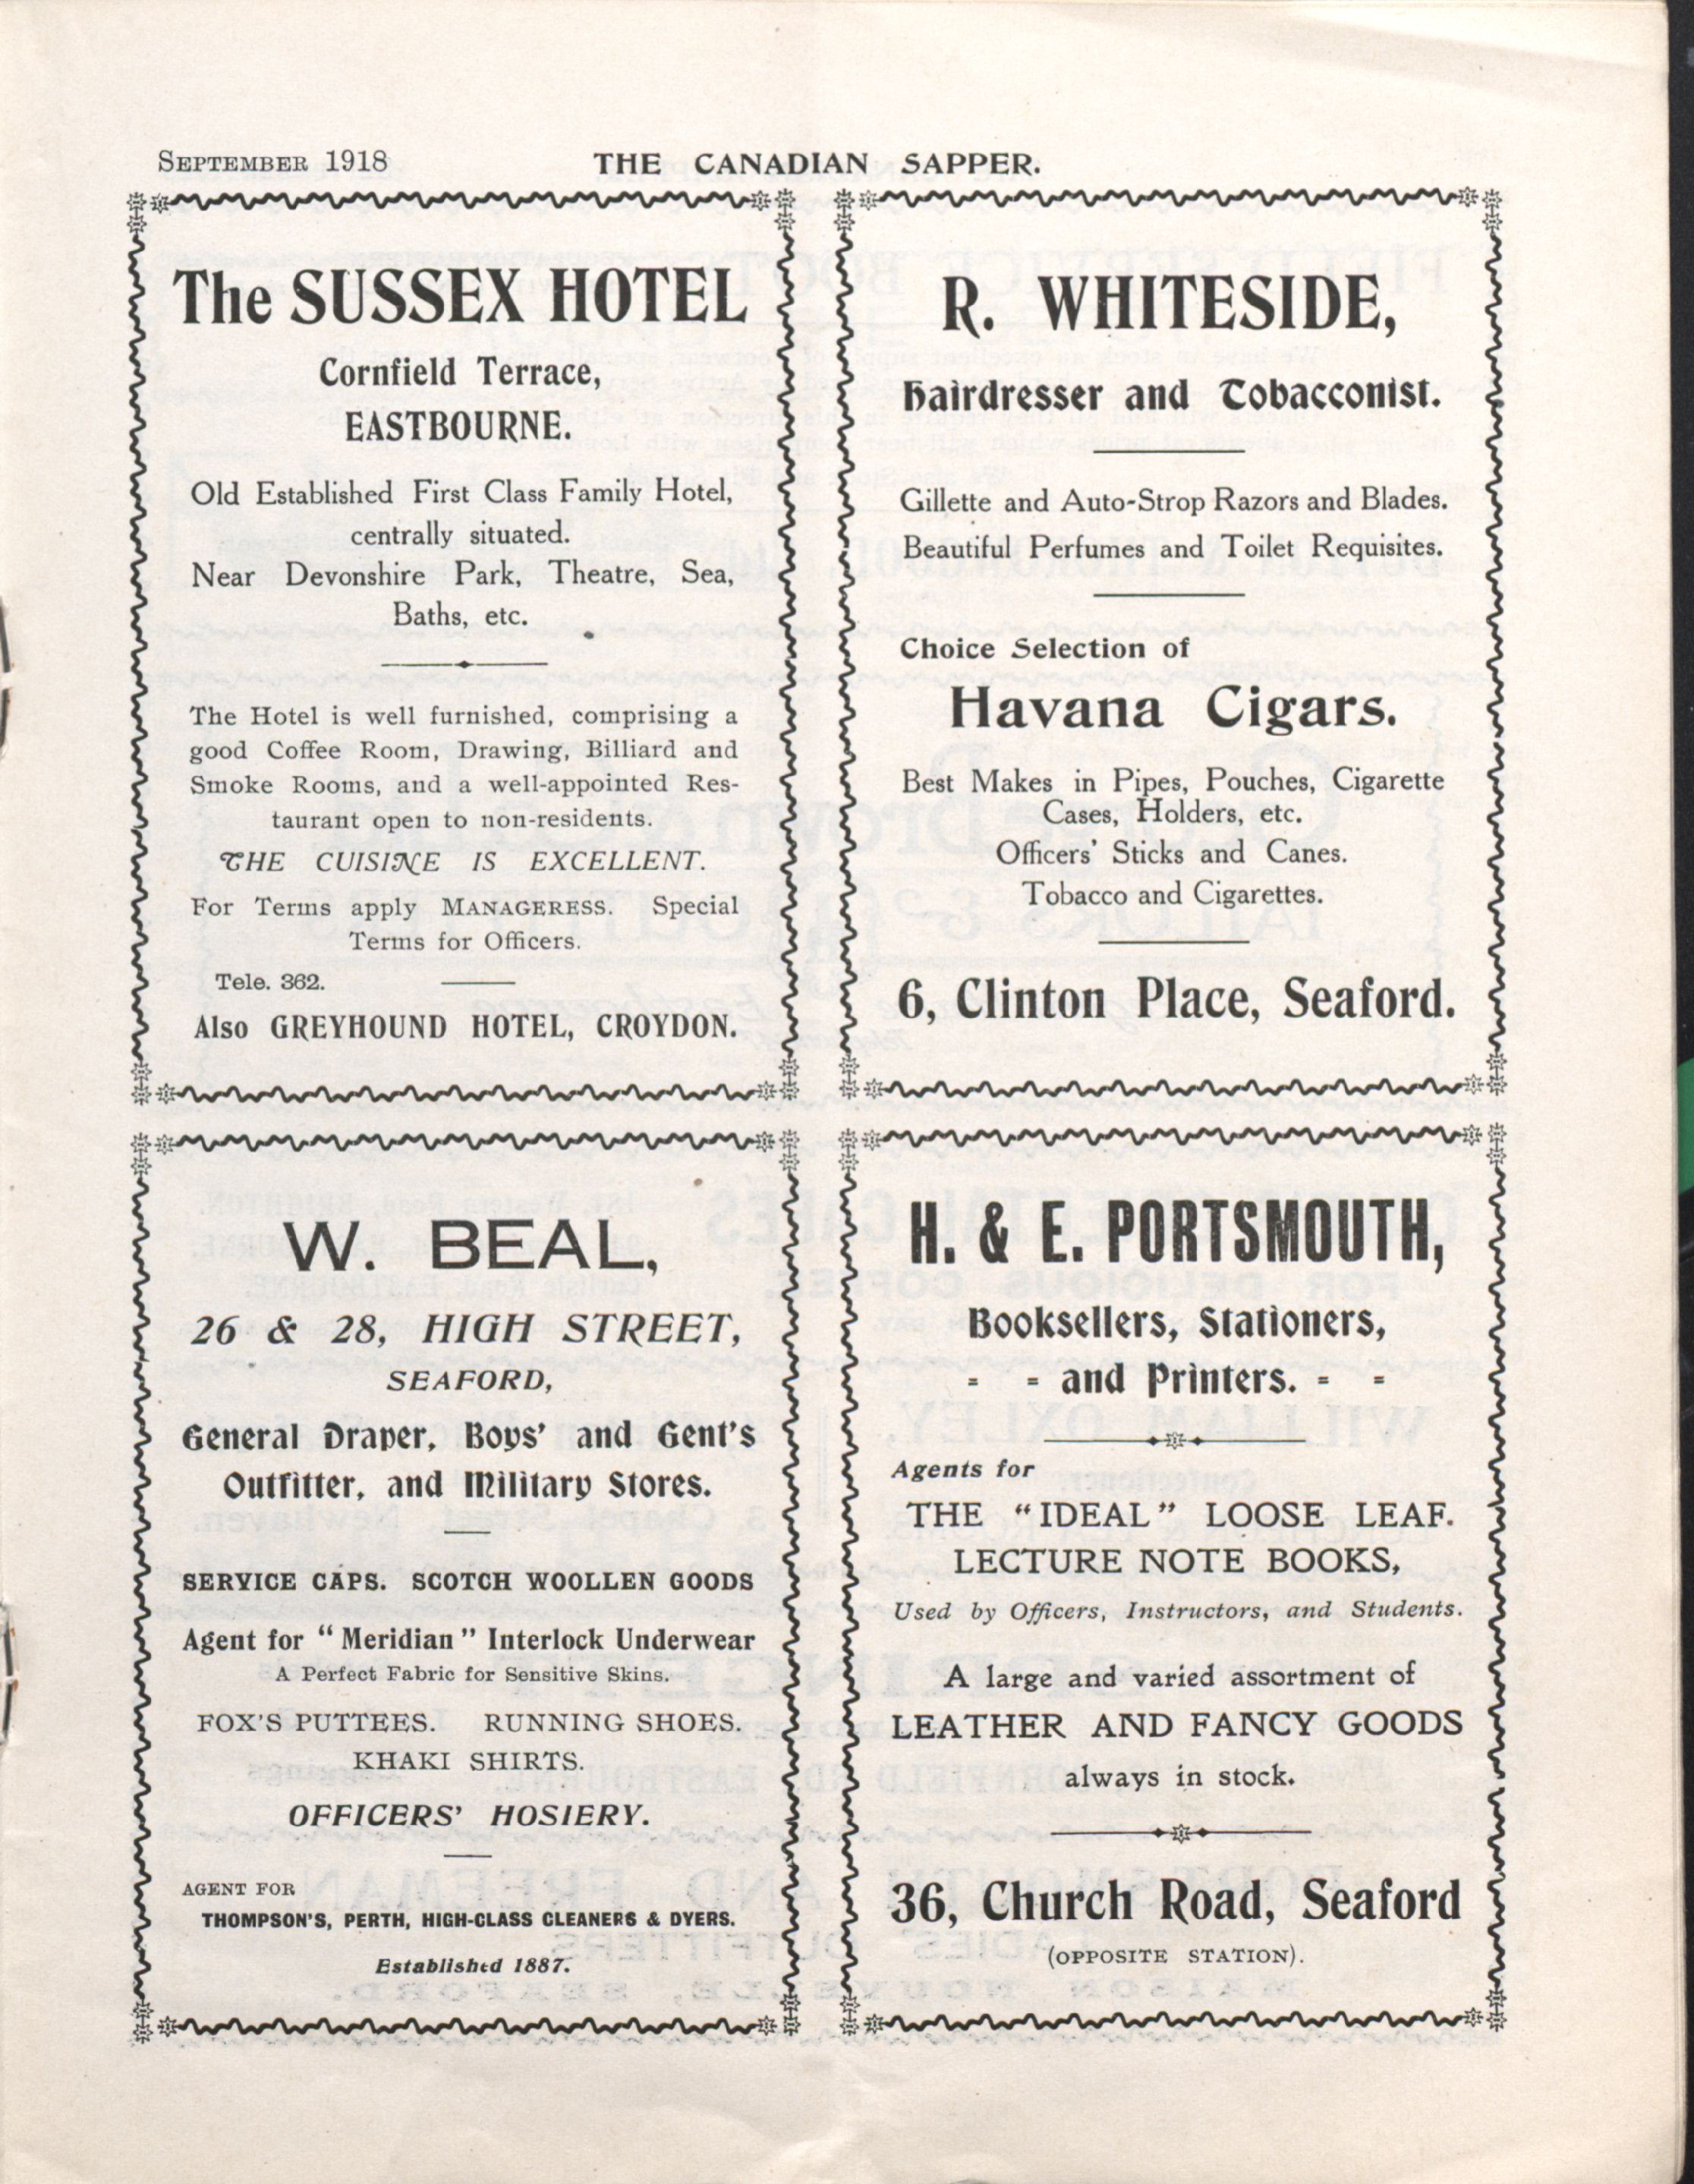 SEPTEMBER 1918
THE CANADIAN SAPPER.
The SUSSEX HOTEL
Cornfield Terrace,
EASTBOURNE.
Old Established First Class Family Hotel,
centrally situated.
Near Devonshire Park, Theatre, Sea,
Baths, etc.
The Hotel is well furnished, comprising a
good Coffee Room, Drawing, Billiard and
Smoke Rooms, and a well-appointed Res-
taurant open to non-residents.
THE CUISINE IS EXCELLENT.
For Terms apply MANAGERESS. Special
Terms for Officers.
Tele. 362.
Also GREYHOUND HOTEL, CROYDON.
R. WHITESIDE,
Hairdresser and Tobacconist.
Gillette and Auto-Strop Razors and Blades.
Beautiful Perfumes and Toilet Requisites.
Choice Selection of
Havana Cigars.
Best Makes in Pipes, Pouches, Cigarette
Cases, Holders, etc.
Officers' Sticks and Canes.
Tobacco and Cigarettes.
6, Clinton Place, Seaford.
W. BEAL,
26 & 28, HIGH STREET,
SEAFORD,
General Draper, Boys' and Gent's
Outfitter, and Military Stores.
SERVICE CAPS. SCOTCH WOOLLEN GOODS
Agent for "Meridian" Interlock Underwear
A Perfect Fabric for Sensitive Skins.
FOX'S PUTTEES. RUNNING SHOES.
KHAKI SHIRTS.
OFFICERS' HOSIERY.
AGENT FOR
THOMPSON'S, PERTH, HIGH-CLASS CLEANERS & DYERS.
Established 1887.
H. & E. PORTSMOUTH,
Booksellers, Stationers,
- - and Printers. - -
Agents for
THE "IDEAL" LOOSE LEAF.
LECTURE NOTE BOOKS,
Used by Officers, Instructors, and Students.
A large and varied assortment of
LEATHER AND FANCY GOODS
always in stock.
36, Church Road, Seaford
(OPPOSITE STATION).